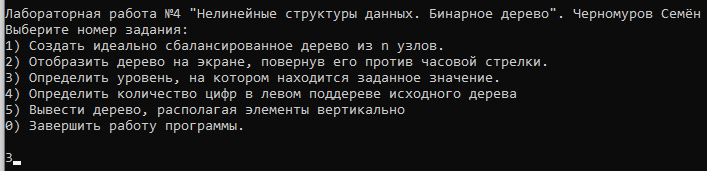 Лабораторная работа №4 "Нелинейные структуры данных. Бинарное дерево". Черномуров Семён
Выберите номер задания:
1) Создать идеально сбалансированное дерево из n узлов.
2) Отобразить дерево на экране, повернув его против часовой стрелки.
3) Определить уровень, на котором находится заданное значение.
4) Определить количество цифр в левом поддереве исходного дерева
5) Вывести дерево, располагая элементы вертикально
0) Завершить работу программы.
3